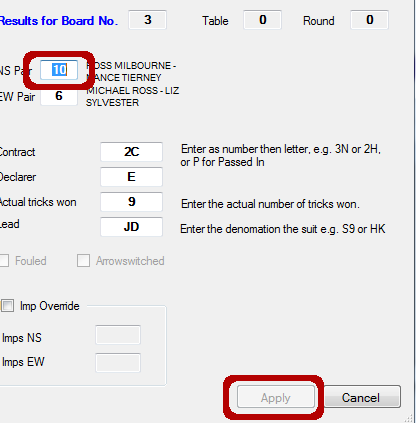 Results for Board No. 3 Table 0 Round 0
NS Pair 10 ROSS MILBOURNE -
NANCE TIERNEY
EW Pair 6 MICHAEL ROSS - LIZ
SYLVESTER
Contract 2C Enter as number then letter, e.g. 3N or 2H,
or P for Passed In
Declarer E
Actual tricks won 9 Enter the actual number of tricks won.
Lead JD Enter the denomation the suit e.g. S9 or HK
Fouled Arrowswitched
Imp Override
Imps NS
Imps EW
Apply Cancel